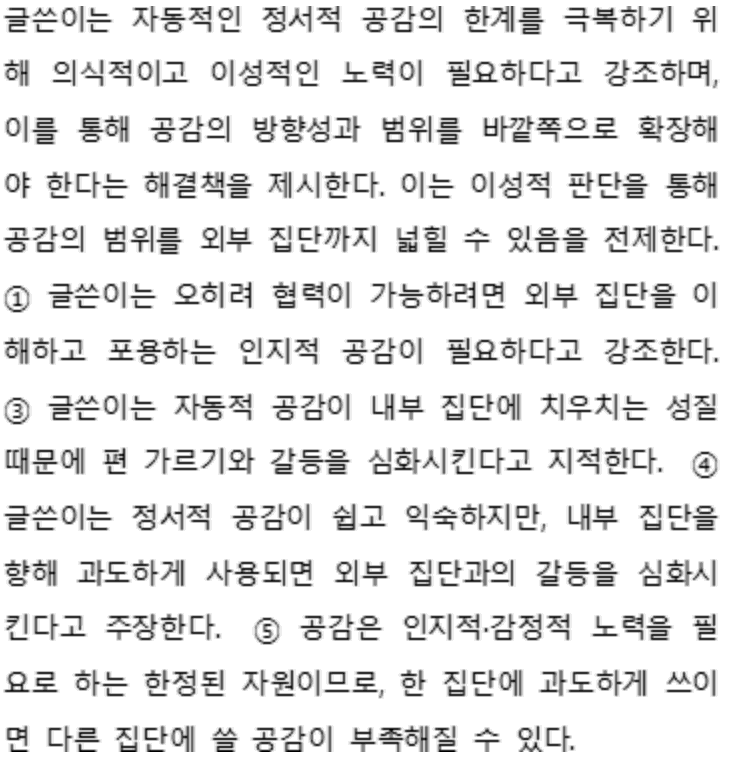 글쓴이는 자동적인 정서적 공감의 한계를 극복하기 위
해 의식적이고 이성적인 노력이 필요하다고 강조하며,
이를 통해 공감의 방향성과 범위를 바깥쪽으로 확장해
야 한다는 해결책을 제시한다. 이는 이성적 판단을 통해
공감의 범위를 외부 집단까지 넓힐 수 있음을 전제한다.
① 글쓴이는 오히려 협력이 가능하려면 외부 집단을 이
해하고 포용하는 인지적 공감이 필요하다고 강조한다.
③ 글쓴이는 자동적 공감이 내부 집단에 치우치는 성질
때문에 편 가르기와 갈등을 심화시킨다고 지적한다. ④
글쓴이는 정서적 공감이 쉽고 익숙하지만, 내부 집단을
향해 과도하게 사용되면 외부 집단과의 갈등을 심화시
킨다고 주장한다. ⑤ 공감은 인지적·감정적 노력을 필
요로 하는 한정된 자원이므로, 한 집단에 과도하게 쓰이
면 다른 집단에 쓸 공감이 부족해질 수 있다.